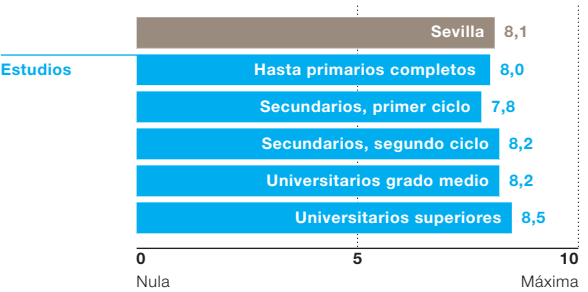 Sevilla 8,1
Estudios
Hasta primarios completos 8,0
Secundarios, primer ciclo 7,8
Secundarios, segundo ciclo 8,2
Universitarios grado medio 8,2
Universitarios superiores 8,5
0 5 10
Nula Máxima